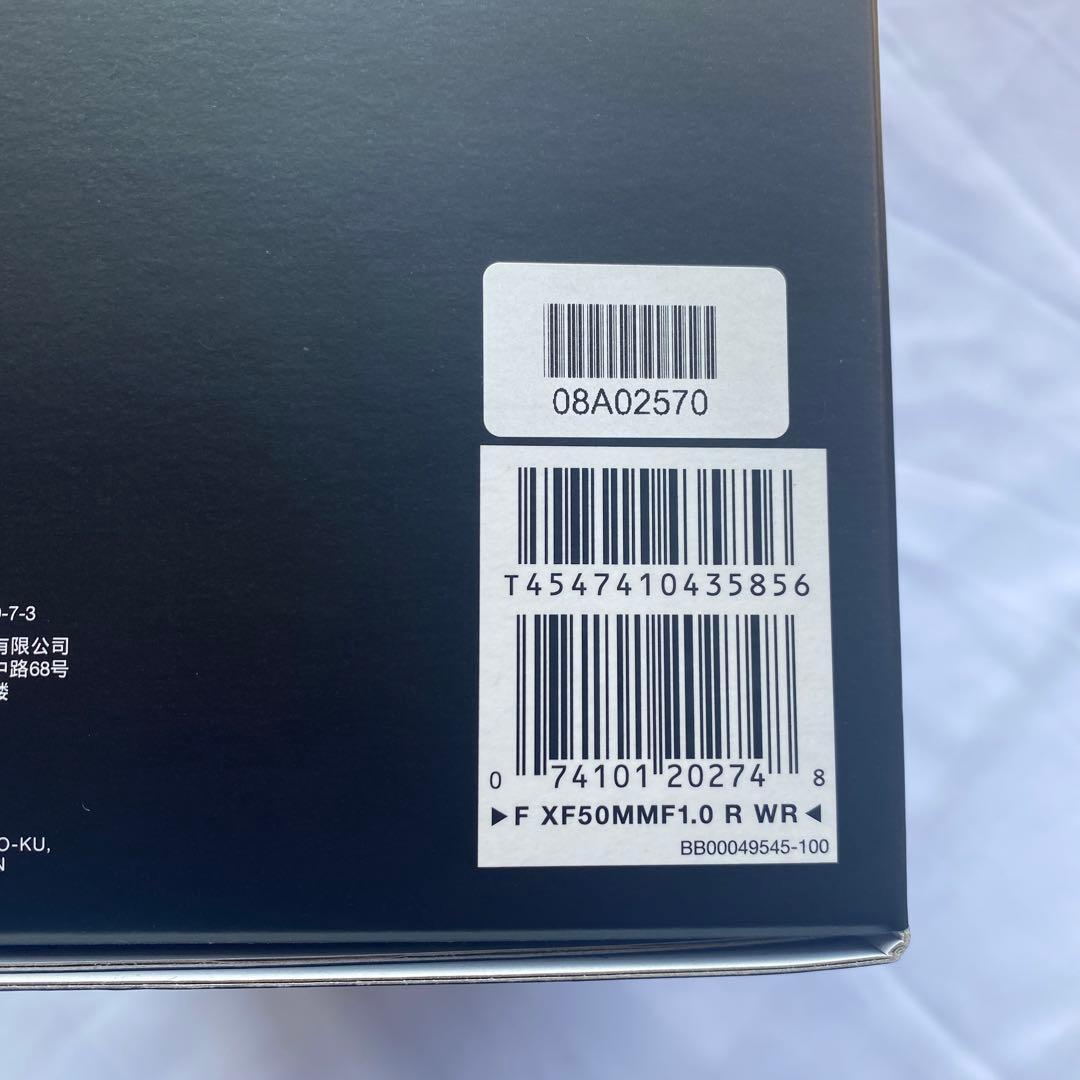 08A02570
T4547410435856
0 74101 20274 8
▶F XF50MMF1.0 R WR◀
BB00049545-100
-7-3
有限公司
中路68号
楼
O-KU,
N